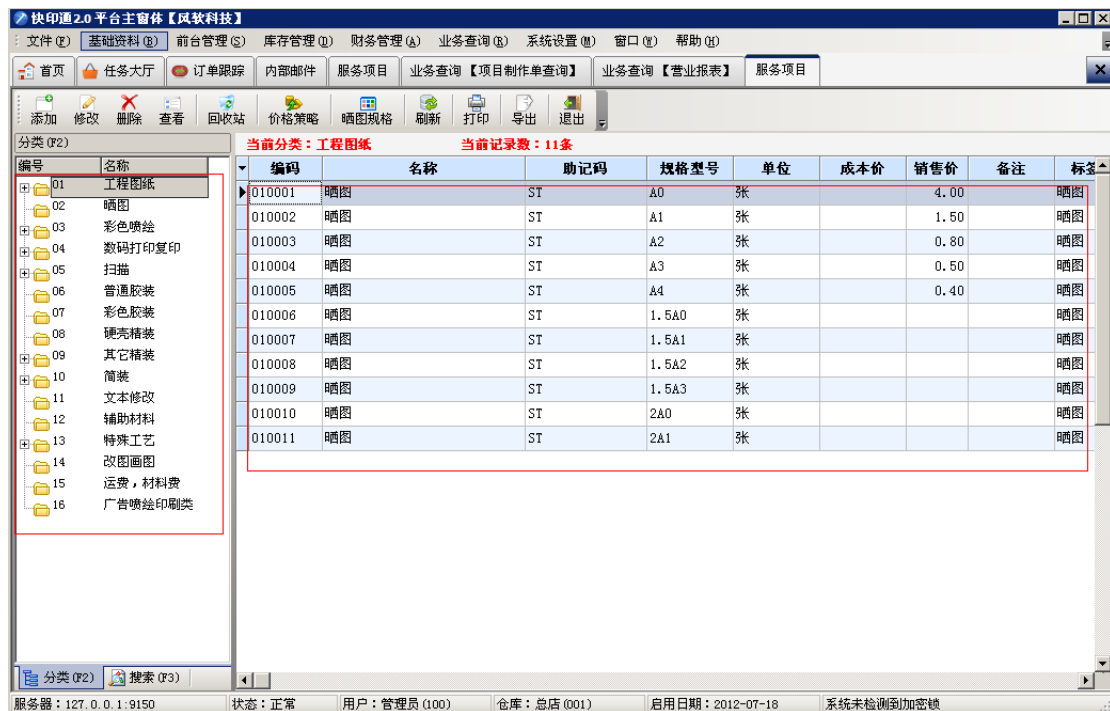 快印通2.0 平台主窗体【风软科技】
文件(F) 基础资料(B) 前台管理(S) 库存管理(D) 财务管理(A) 业务查询(R) 系统设置(M) 窗口(W) 帮助(H)
首页 任务大厅 订单跟踪 内部邮件 服务项目 业务查询 【项目制作单查询】 业务查询 【营业报表】 服务项目
添加 修改 删除 查看 回收站 价格策略 晒图规格 刷新 打印 导出 退出
分类(F2) 当前分类：工程图纸 当前记录数：11条
编号 名称 编码 名称 助记码 规格型号 单位 成本价 销售价 备注 标签
01 工程图纸
02 晒图
03 彩色喷绘
04 数码打印复印
05 扫描
06 普通胶装
07 彩色胶装
08 硬壳精装
09 其它精装
10 简装
11 文本修改
12 辅助材料
13 特殊工艺
14 改图画图
15 运费，材料费
16 广告喷绘印刷类
010001 晒图 ST A0 张 4.00 晒图
010002 晒图 ST A1 张 1.50 晒图
010003 晒图 ST A2 张 0.80 晒图
010004 晒图 ST A3 张 0.50 晒图
010005 晒图 ST A4 张 0.40 晒图
010006 晒图 ST 1.5A0 张 晒图
010007 晒图 ST 1.5A1 张 晒图
010008 晒图 ST 1.5A2 张 晒图
010009 晒图 ST 1.5A3 张 晒图
010010 晒图 ST 2A0 张 晒图
010011 晒图 ST 2A1 张 晒图
分类(F2) 搜索(F3)
服务器：127.0.0.1:9150 状态：正常 用户：管理员(100) 仓库：总店(001) 启用日期：2012-07-18 系统未检测到加密锁